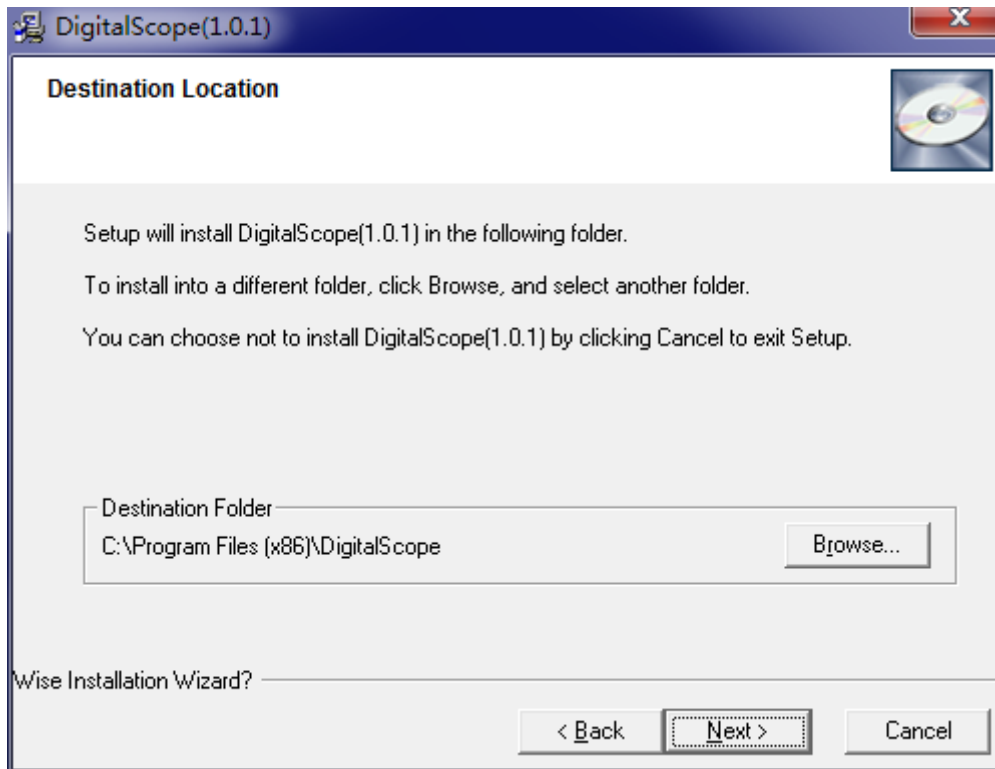 DigitalScope(1.0.1)
Destination Location
Setup will install DigitalScope(1.0.1) in the following folder.
To install into a different folder, click Browse, and select another folder.
You can choose not to install DigitalScope(1.0.1) by clicking Cancel to exit Setup.
Destination Folder
C:\Program Files (x86)\DigitalScope
Browse...
Wise Installation Wizard?
< Back
Next >
Cancel